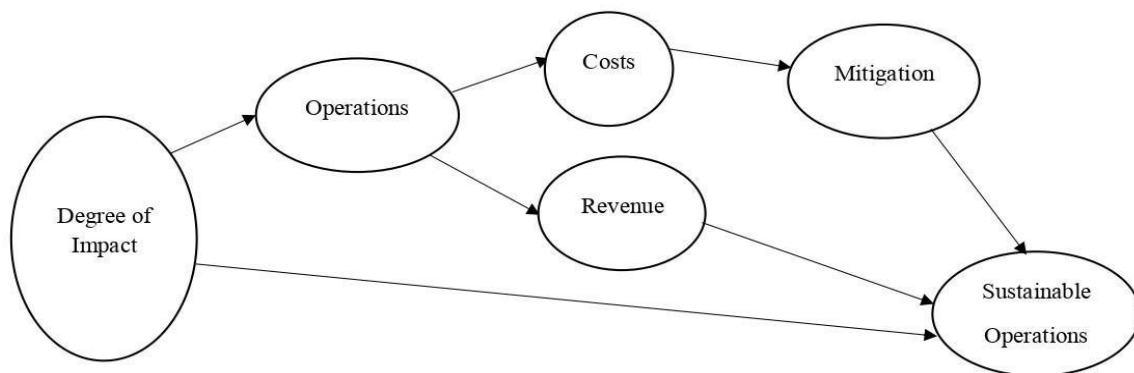 Costs
Mitigation
Operations
Revenue
Degree of
Impact
Sustainable
Operations